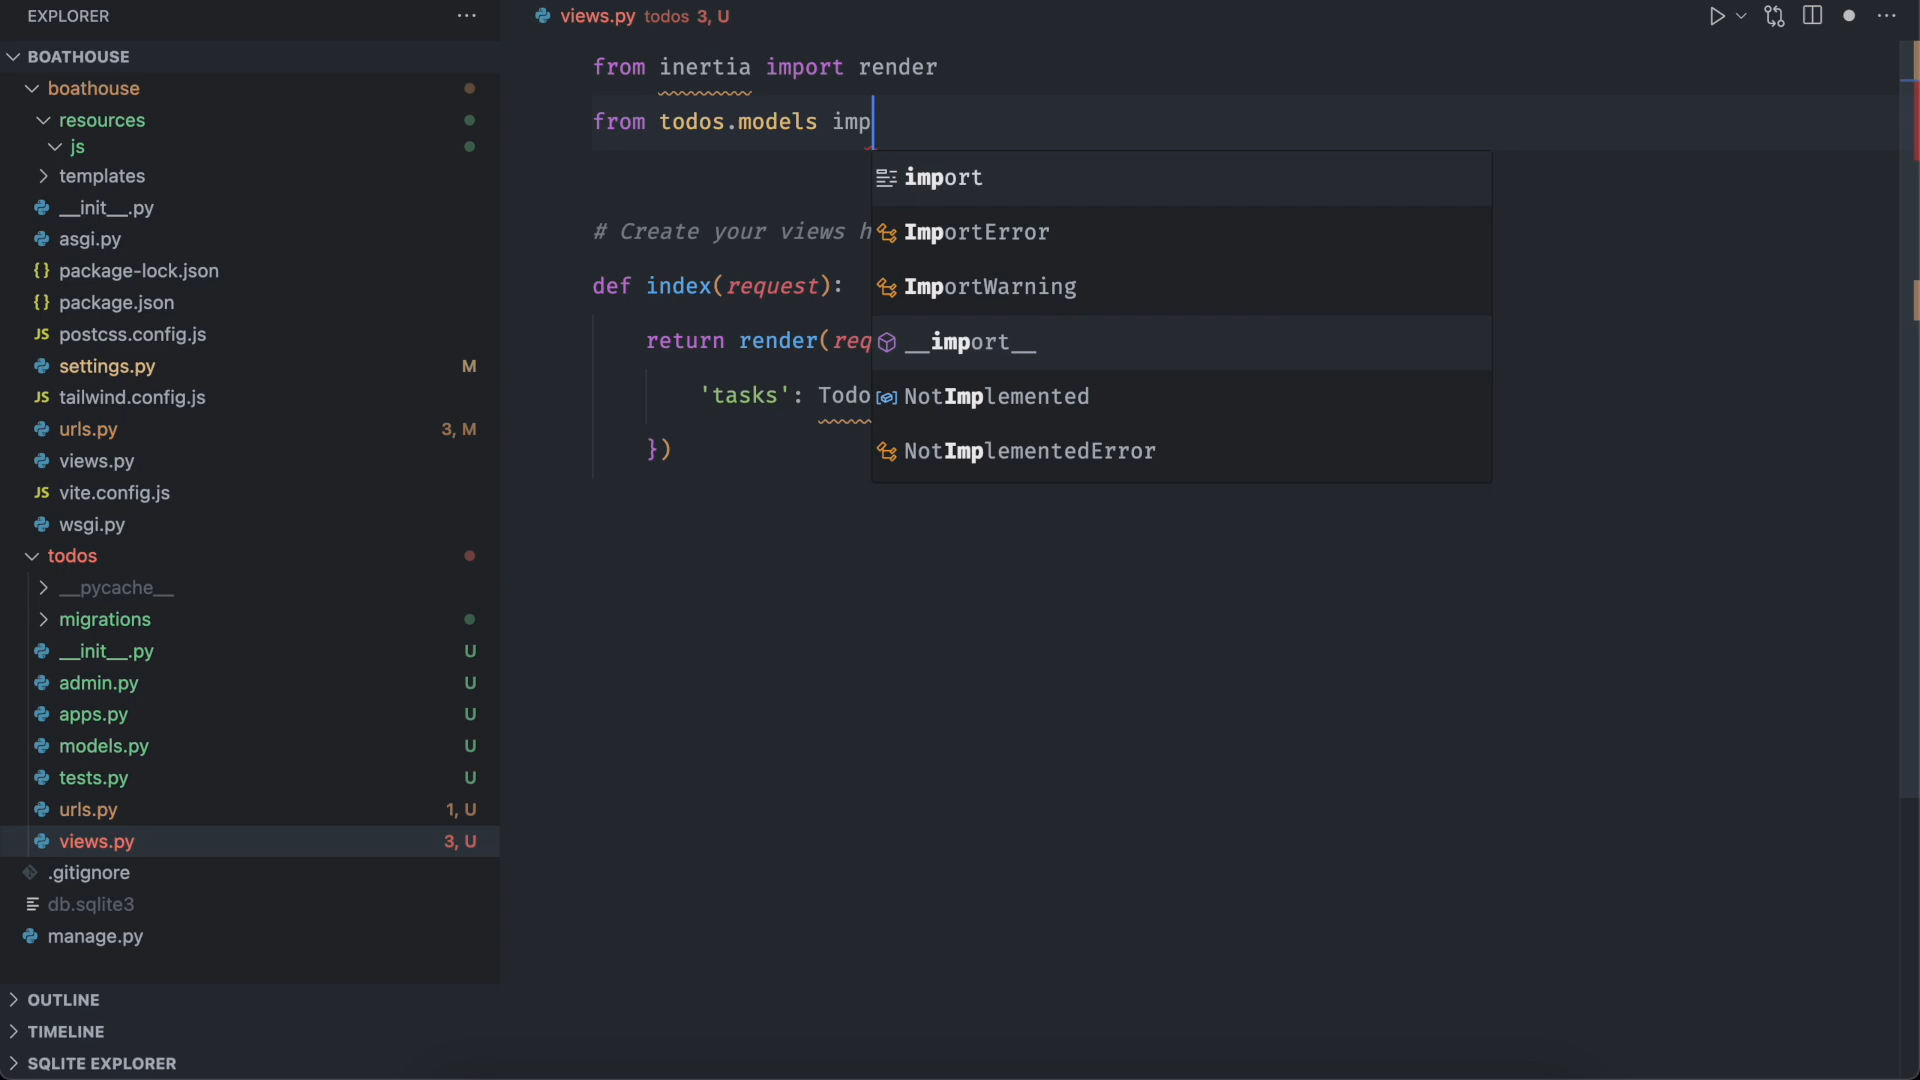 EXPLORER
BOATHOUSE
boathouse
resources
js
templates
__init__.py
asgi.py
{} package-lock.json
{} package.json
JS postcss.config.js
settings.py M
JS tailwind.config.js
urls.py 3, M
views.py
JS vite.config.js
wsgi.py
todos
__pycache__
migrations
__init__.py U
admin.py U
apps.py U
models.py U
tests.py U
urls.py 1, U
views.py 3, U
.gitignore
db.sqlite3
manage.py
OUTLINE
TIMELINE
SQLITE EXPLORER
views.py todos 3, U
from inertia import render
from todos.models imp
# Create your views h
def index(request):
return render(req
'tasks': Todo
})
import
ImportError
ImportWarning
__import__
NotImplemented
NotImplementedError